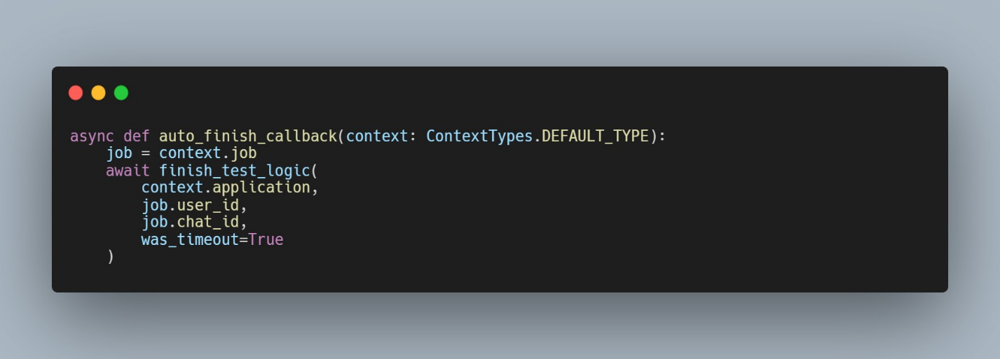 async def auto_finish_callback(context: ContextTypes.DEFAULT_TYPE):
    job = context.job
    await finish_test_logic(
        context.application,
        job.user_id,
        job.chat_id,
        was_timeout=True
    )